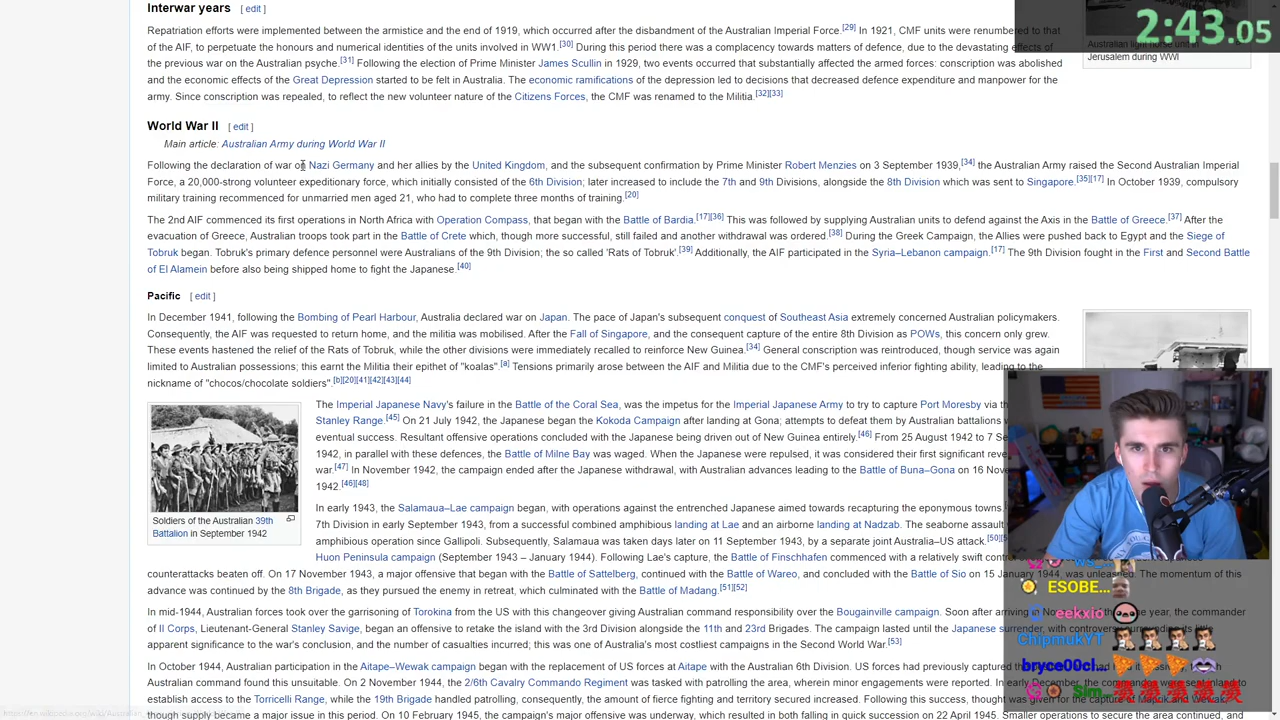 Interwar years [ edit ]
2:43.05
Repatriation efforts were implemented between the armistice and the end of 1919, which occurred after the disbandment of the Australian Imperial Force.[29] In 1921, CMF units were renumbered to that
of the AIF, to perpetuate the honours and numerical identities of the units involved in WW1.[30] During this period there was a complacency towards matters of defence, due to the devastating effects of
the previous war on the Australian psyche.[31] Following the election Prime Minister James Scullin in 1929, two events occurred that substantially affected the armed forces: conscription was abolished
and the economic effects of the Great Depression started to be felt in Australia. The economic ramifications of the depression led to decisions that decreased defence expenditure and manpower for the
army. Since conscription was repealed, to reflect the new volunteer nature of the Citizens Forces, the CMF was renamed to the Militia.[32][33]
Australian light horse unit in
Jerusalem during WWI
World War II [ edit ]
Main article: Australian Army during World War II
Following the declaration of war on Nazi Germany and her allies by the United Kingdom, and the subsequent confirmation by Prime Minister Robert Menzies on 3 September 1939,[34] the Australian Army raised the Second Australian Imperial
Force, a 20,000-strong volunteer expeditionary force, which initially consisted of the 6th Division; later increased to include the 7th and 9th Divisions, alongside the 8th Division which was sent to Singapore.[35][17] In October 1939, compulsory
military training recommenced for unmarried men aged 21, who had to complete three months of training.[20]
The 2nd AIF commenced its first operations in North Africa with Operation Compass, that began with the Battle of Bardia.[17][36] This was followed by supplying Australian units to defend against the Axis in the Battle of Greece.[37] After the
evacuation of Greece, Australian troops took part in the Battle of Crete which, though more successful, still failed and another withdrawal was ordered.[38] During the Greek Campaign, the Allies were pushed back to Egypt and the Siege of
Tobruk began. Tobruk's primary defence personnel were Australians of the 9th Division; the so called 'Rats of Tobruk'.[39] Additionally, the AIF participated in the Syria–Lebanon campaign.[17] The 9th Division fought in the First and Second Battle
of El Alamein before also being shipped home to fight the Japanese.[40]
Pacific [ edit ]
In December 1941, following the Bombing of Pearl Harbour, Australia declared war on Japan. The pace of Japan's subsequent conquest of Southeast Asia extremely concerned Australian policymakers.
Consequently, the AIF was requested to return home, and the militia was mobilised. After the Fall of Singapore, and the consequent capture of the entire 8th Division as POWs, this concern only grew.
These events hastened the relief of the Rats of Tobruk, while the other divisions were immediately recalled to reinforce New Guinea.[34] General conscription was reintroduced, though service was again
limited to Australian possessions; this earnt the Militia their epithet of "koalas".[a] Tensions primarily arose between the AIF and Militia due to the CMF's perceived inferior fighting ability, leading to the
nickname of "chocos/chocolate soldiers".[b][20][41][42][43][44]
The Imperial Japanese Navy's failure in the Battle of the Coral Sea, was the impetus for the Imperial Japanese Army to try to capture Port Moresby via th
Stanley Range.[45] On 21 July 1942, the Japanese began the Kokoda Campaign after landing at Gona; attempts to defeat them by Australian battalions
eventual success. Resultant offensive operations concluded with the Japanese being driven out of New Guinea entirely.[46] From 25 August 1942 to 7 Se
1942, in parallel with these defences, the Battle of Milne Bay was waged. When the Japanese were repulsed, it was considered their first significant reve
war.[47] In November 1942, the campaign ended after the Japanese withdrawal, with Australian advances leading to the Battle of Buna–Gona on 16 Nov
1942.[46][48]
Soldiers of the Australian 39th
Battalion in September 1942
In early 1943, the Salamaua–Lae campaign began, with operations against the entrenched Japanese aimed towards recapturing the eponymous towns.
7th Division in early September 1943, from a successful combined amphibious landing at Lae and an airborne landing at Nadzab. The seaborne assault
amphibious operation since Gallipoli. Subsequently, Salamaua was taken days later on 11 September 1943, by a separate joint Australia–US attack.
Huon Peninsula campaign (September 1943 – January 1944). Following Lae's capture, the Battle of Finschhafen commenced with a relatively swift
counterattacks beaten off. On 17 November 1943, a major offensive that began with the Battle of Sattelberg, continued with the Battle of Wareo, and concluded with the Battle of Sio on 15 January 1944, was unleashed. The momentum of this
advance was continued by the 8th Brigade, and pursued the enemy in retreat, which culminated with the Battle of Madang.[51][52]
In mid-1944, Australian forces took over the garrisoning of Torokina from the US with this changeover giving Australian command responsibility over the Bougainville campaign. Soon after arriving in year, the commander
of II Corps, Lieutenant-General Stanley Savige, offensive to retake the island with the 3rd Division alongside the 11th and 23rd Brigades. The campaign lasted until the Japanese surrender with
apparent significance to the war's conclusion, and the number of casualties incurred; this was one of Australia's most costliest campaigns in the Second World War.[53]
In October 1944, Australian participation in the Aitape–Wewak campaign began with the replacement of US forces at Aitape with the Australian 6th Division. US forces had previously captured
Australian command found this unsuitable. 2 November 1944, the 2/6th Cavalry Commando Regiment was tasked with patrolling the area, wherein minor engagements were reported. In early
establish access to the Torricelli Range, while the Brigade consequently, the amount of fierce fighting and territory secured increased. Following this success, thought was given for the capture of
though supply became a major issue in this period. On 10 February 1945, the campaign's major offensive was underway, which resulted in both falling in quick succession on 22 April 1945. Smaller operations to secure the area continued, and
ESOBE...
eekxio
ChipmukYT
bryce00cl...
Sim...